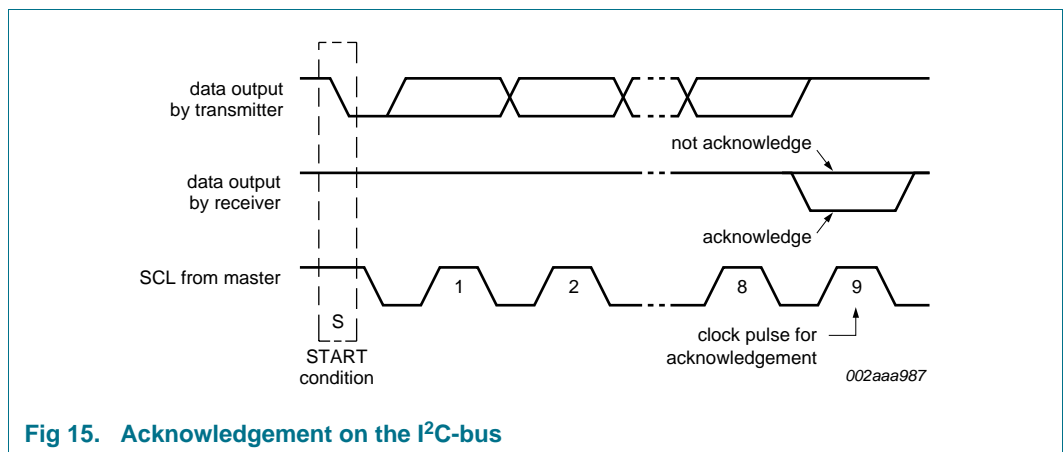 data output
by transmitter
not acknowledge
data output
by receiver
acknowledge
SCL from master
1
2
8
9
S
START
condition
clock pulse for
acknowledgement
002aaa987
Fig 15. Acknowledgement on the I²C-bus